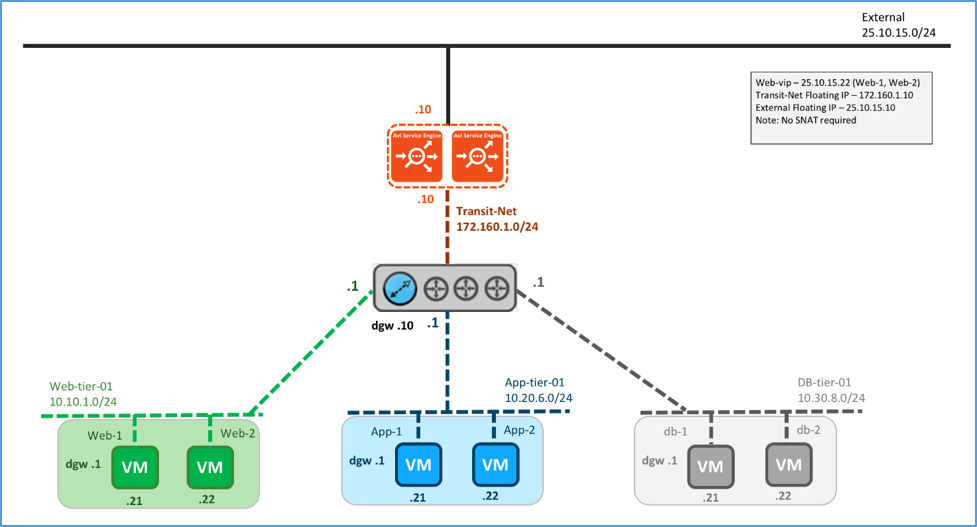 External
25.10.15.0/24
Web-vip – 25.10.15.22 (Web-1, Web-2)
Transit-Net Floating IP – 172.160.1.10
External Floating IP – 25.10.15.10
Note: No SNAT required
.10
Avi Service Engine
Avi Service Engine
.10
Transit-Net
172.160.1.0/24
.1
.1
dgw .10
.1
Web-tier-01
10.10.1.0/24
App-tier-01
10.20.6.0/24
DB-tier-01
10.30.8.0/24
Web-1
Web-2
dgw .1
VM
VM
.21
.22
App-1
App-2
dgw .1
VM
VM
.21
.22
db-1
db-2
dgw .1
VM
VM
.21
.22